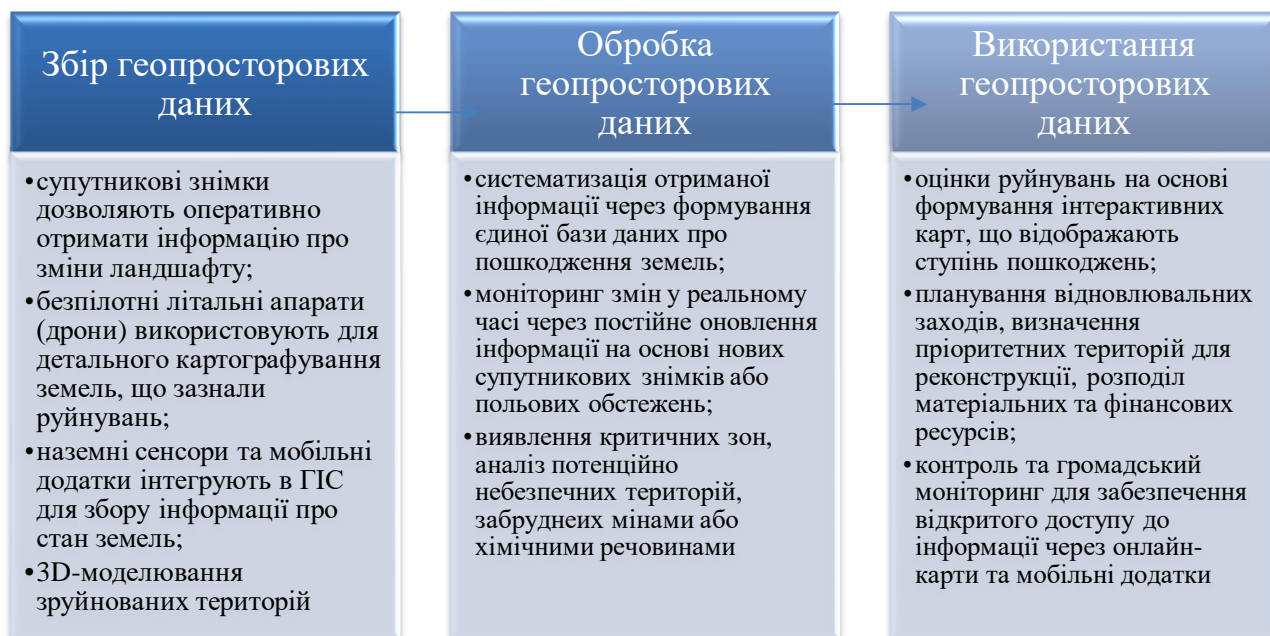 Збір геопросторових
даних
•супутникові знімки
дозволяють оперативно
отримати інформацію про
зміни ландшафту;
•безпілотні літальні апарати
(дрони) використовують для
детального картографування
земель, що зазнали
руйнувань;
•наземні сенсори та мобільні
додатки інтегрують в ГІС
для збору інформації про
стан земель;
•3D-моделювання
зруйнованих територій
Обробка
геопросторових
даних
•систематизація отриманої
інформації через формування
єдиної бази даних про
пошкодження земель;
•моніторинг змін у реальному
часі через постійне оновлення
інформації на основі нових
супутникових знімків або
польових обстежень;
•виявлення критичних зон,
аналіз потенційно
небезпечних територій,
забруднеих мінами або
хімічними речовинами
Використання
геопросторових
даних
•оцінки руйнувань на основі
формування інтерактивних
карт, що відображають
ступінь пошкоджень;
•планування відновлювальних
заходів, визначення
пріоритетних територій для
реконструкції, розподіл
матеріальних та фінансових
ресурсів;
•контроль та громадський
моніторинг для забезпечення
відкритого доступу до
інформації через онлайн-
карти та мобільні додатки